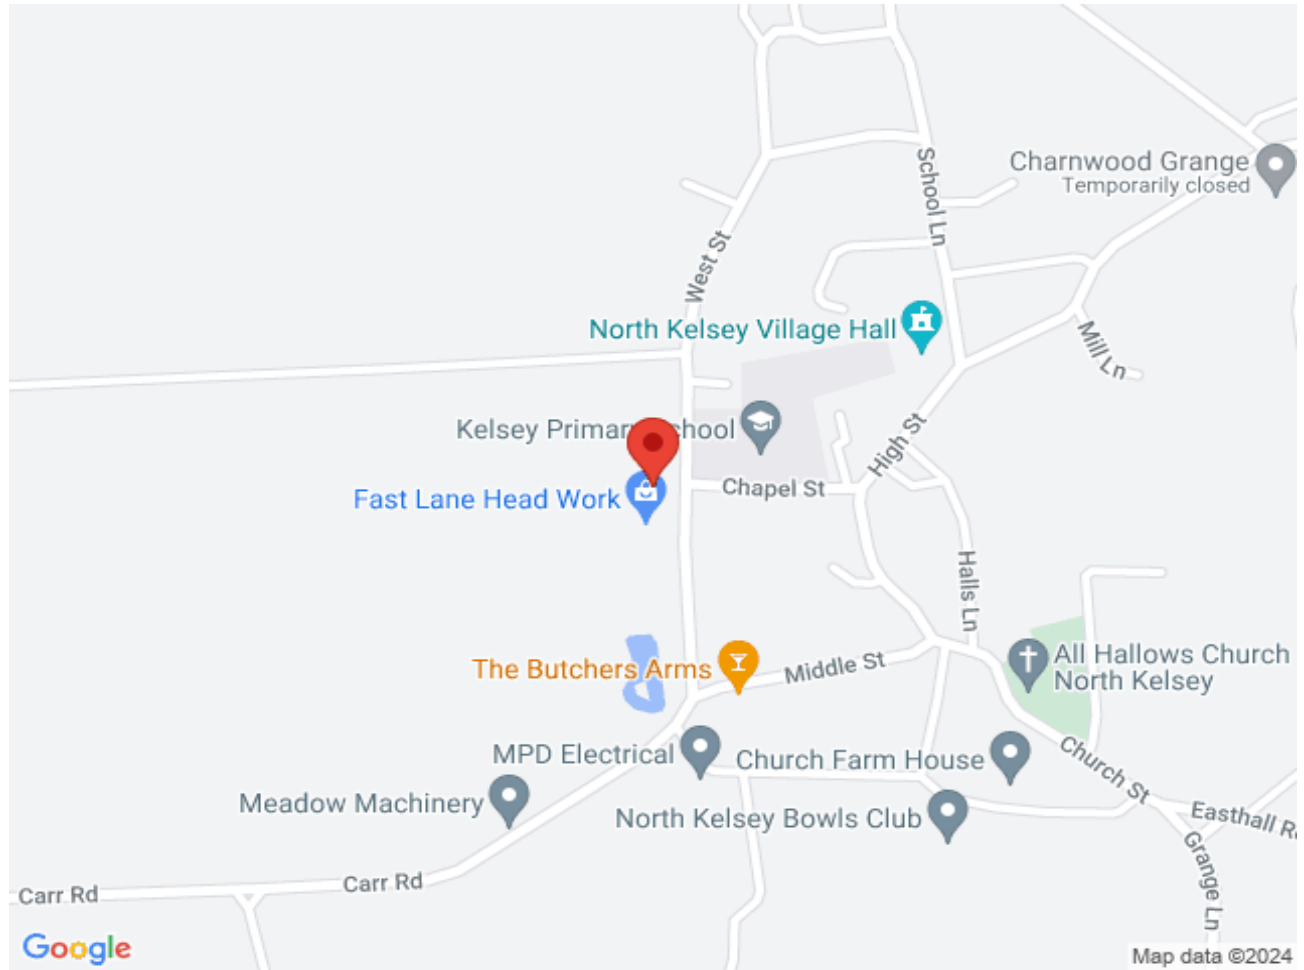 Charnwood Grange
Temporarily closed
School Ln
West St
North Kelsey Village Hall
Mill Ln
Kelsey Primary School
High St
Chapel St
Fast Lane Head Work
Halls Ln
All Hallows Church
North Kelsey
The Butchers Arms
Middle St
MPD Electrical
Church Farm House
Church St
Meadow Machinery
North Kelsey Bowls Club
Easthall R
Grange Ln
Carr Rd
Carr Rd
Google
Map data ©2024